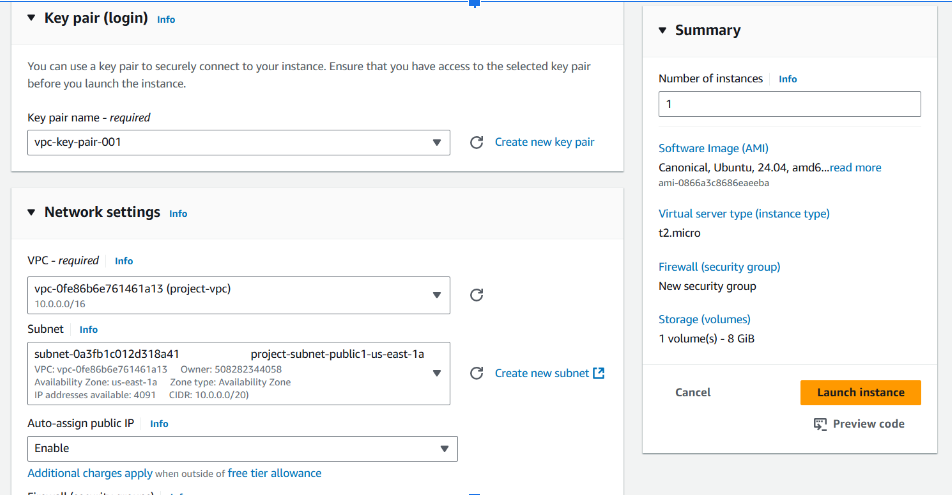 Key pair (login) Info
You can use a key pair to securely connect to your instance. Ensure that you have access to the selected key pair
before you launch the instance.
Key pair name - required
vpc-key-pair-001
Create new key pair
Network settings Info
VPC - required Info
vpc-0fe86b6e761461a13 (project-vpc)
10.0.0.0/16
Subnet Info
subnet-0a3fb1c012d318a41 project-subnet-public1-us-east-1a
VPC: vpc-0fe86b6e761461a13 Owner: 508282344058
Availability Zone: us-east-1a Zone type: Availability Zone
IP addresses available: 4091 CIDR: 10.0.0.0/20)
Create new subnet
Auto-assign public IP Info
Enable
Additional charges apply when outside of free tier allowance
Summary
Number of instances Info
1
Software Image (AMI)
Canonical, Ubuntu, 24.04, amd6...read more
ami-0866a3c8686eaeeba
Virtual server type (instance type)
t2.micro
Firewall (security group)
New security group
Storage (volumes)
1 volume(s) - 8 GiB
Cancel
Launch instance
Preview code